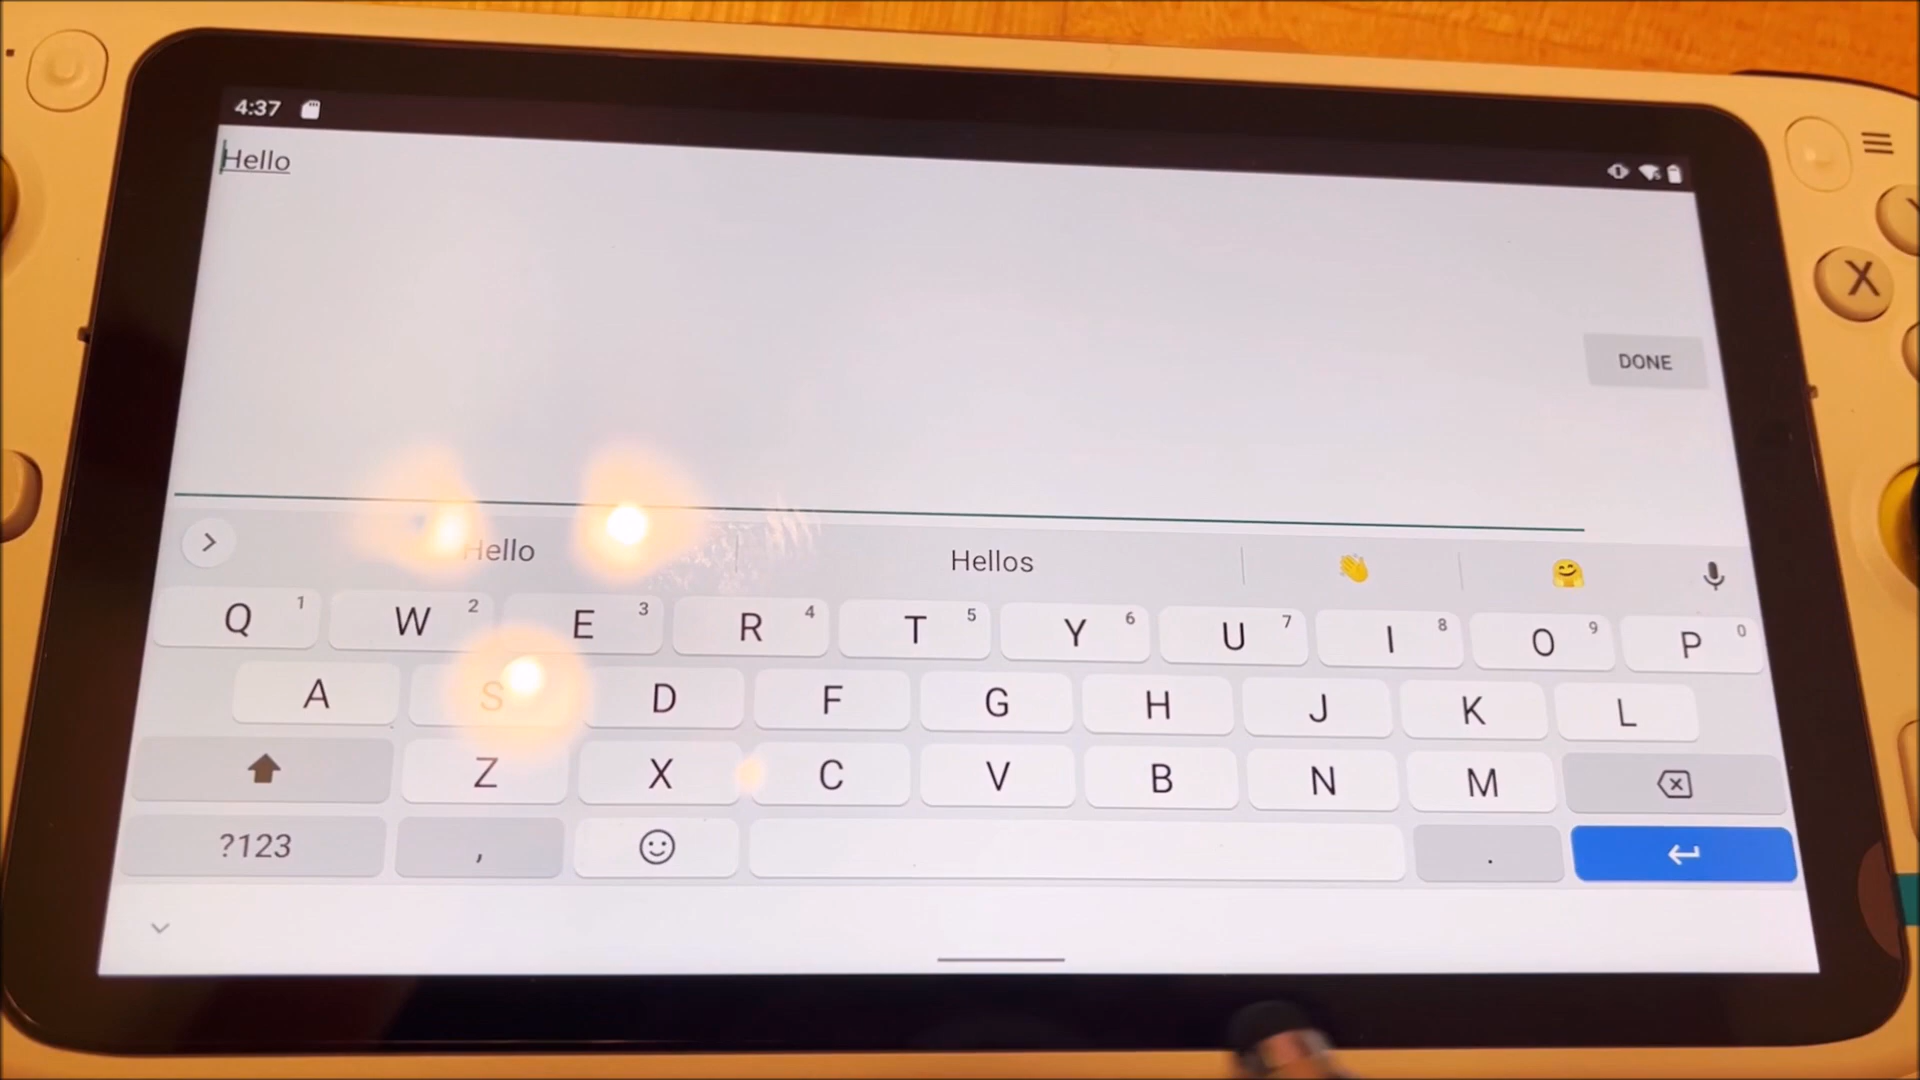 4:37
Hello
DONE
Hello Hellos
Q 1 W 2 E 3 R 4 T 5 Y 6 U 7 I 8 O 9 P 0
A S D F G H J K L
Z X C V B N M
?123 , .
X